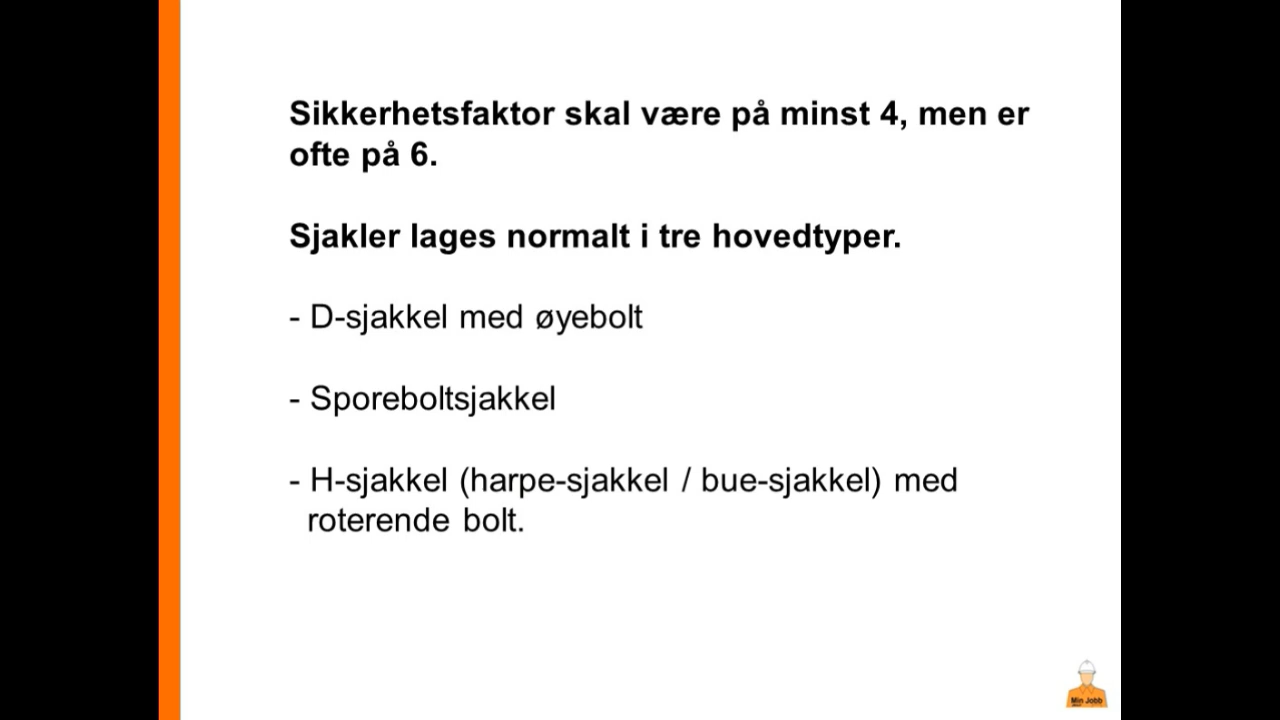 Sikkerhetsfaktor skal være på minst 4, men er
ofte på 6.
Sjakler lages normalt i tre hovedtyper.
- D-sjakkel med øyebolt
- Sporeboltsjakkel
- H-sjakkel (harpe-sjakkel / bue-sjakkel) med
roterende bolt.
Min Jobb